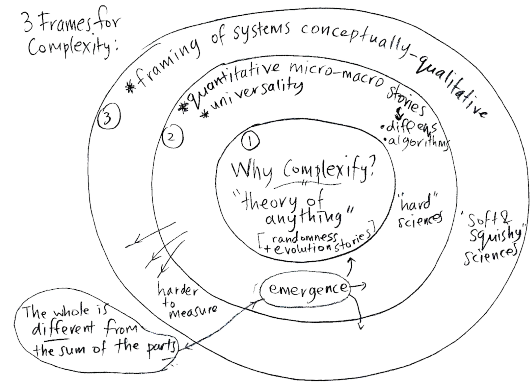 3 Frames for
Complexity:
*framing of systems conceptually-qualitative
3
*quantitative micro-macro stories
*universality
2
• diff eqns
• algorithms
1
Why Complexify?
"theory of
anything"
[randomness
+ evolution stories]
"hard"
sciences
"Soft &
Squishy"
sciences
harder
to
measure
emergence
The whole is
different from
the sum of the parts